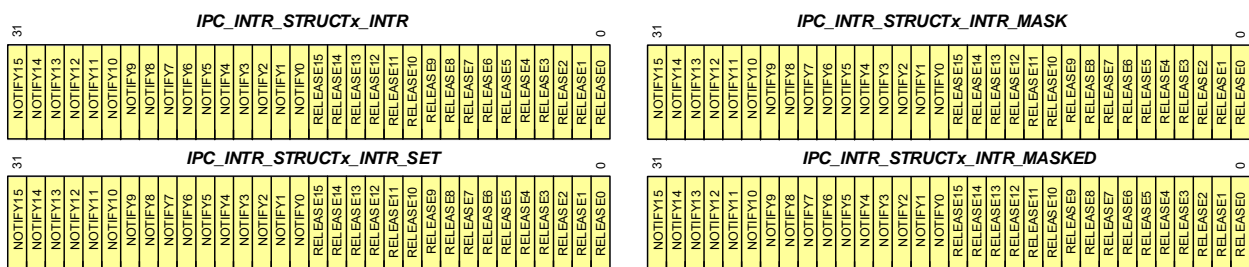 IPC_INTR_STRUCTx_INTR
31
0
NOTIFY15
NOTIFY14
NOTIFY13
NOTIFY12
NOTIFY11
NOTIFY10
NOTIFY9
NOTIFY8
NOTIFY7
NOTIFY6
NOTIFY5
NOTIFY4
NOTIFY3
NOTIFY2
NOTIFY1
NOTIFY0
RELEASE15
RELEASE14
RELEASE13
RELEASE12
RELEASE11
RELEASE10
RELEASE9
RELEASE8
RELEASE7
RELEASE6
RELEASE5
RELEASE4
RELEASE3
RELEASE2
RELEASE1
RELEASE0
IPC_INTR_STRUCTx_INTR_MASK
31
0
NOTIFY15
NOTIFY14
NOTIFY13
NOTIFY12
NOTIFY11
NOTIFY10
NOTIFY9
NOTIFY8
NOTIFY7
NOTIFY6
NOTIFY5
NOTIFY4
NOTIFY3
NOTIFY2
NOTIFY1
NOTIFY0
RELEASE15
RELEASE14
RELEASE13
RELEASE12
RELEASE11
RELEASE10
RELEASE9
RELEASE8
RELEASE7
RELEASE6
RELEASE5
RELEASE4
RELEASE3
RELEASE2
RELEASE1
RELEASE0
IPC_INTR_STRUCTx_INTR_SET
31
0
NOTIFY15
NOTIFY14
NOTIFY13
NOTIFY12
NOTIFY11
NOTIFY10
NOTIFY9
NOTIFY8
NOTIFY7
NOTIFY6
NOTIFY5
NOTIFY4
NOTIFY3
NOTIFY2
NOTIFY1
NOTIFY0
RELEASE15
RELEASE14
RELEASE13
RELEASE12
RELEASE11
RELEASE10
RELEASE9
RELEASE8
RELEASE7
RELEASE6
RELEASE5
RELEASE4
RELEASE3
RELEASE2
RELEASE1
RELEASE0
IPC_INTR_STRUCTx_INTR_MASKED
31
0
NOTIFY15
NOTIFY14
NOTIFY13
NOTIFY12
NOTIFY11
NOTIFY10
NOTIFY9
NOTIFY8
NOTIFY7
NOTIFY6
NOTIFY5
NOTIFY4
NOTIFY3
NOTIFY2
NOTIFY1
NOTIFY0
RELEASE15
RELEASE14
RELEASE13
RELEASE12
RELEASE11
RELEASE10
RELEASE9
RELEASE8
RELEASE7
RELEASE6
RELEASE5
RELEASE4
RELEASE3
RELEASE2
RELEASE1
RELEASE0